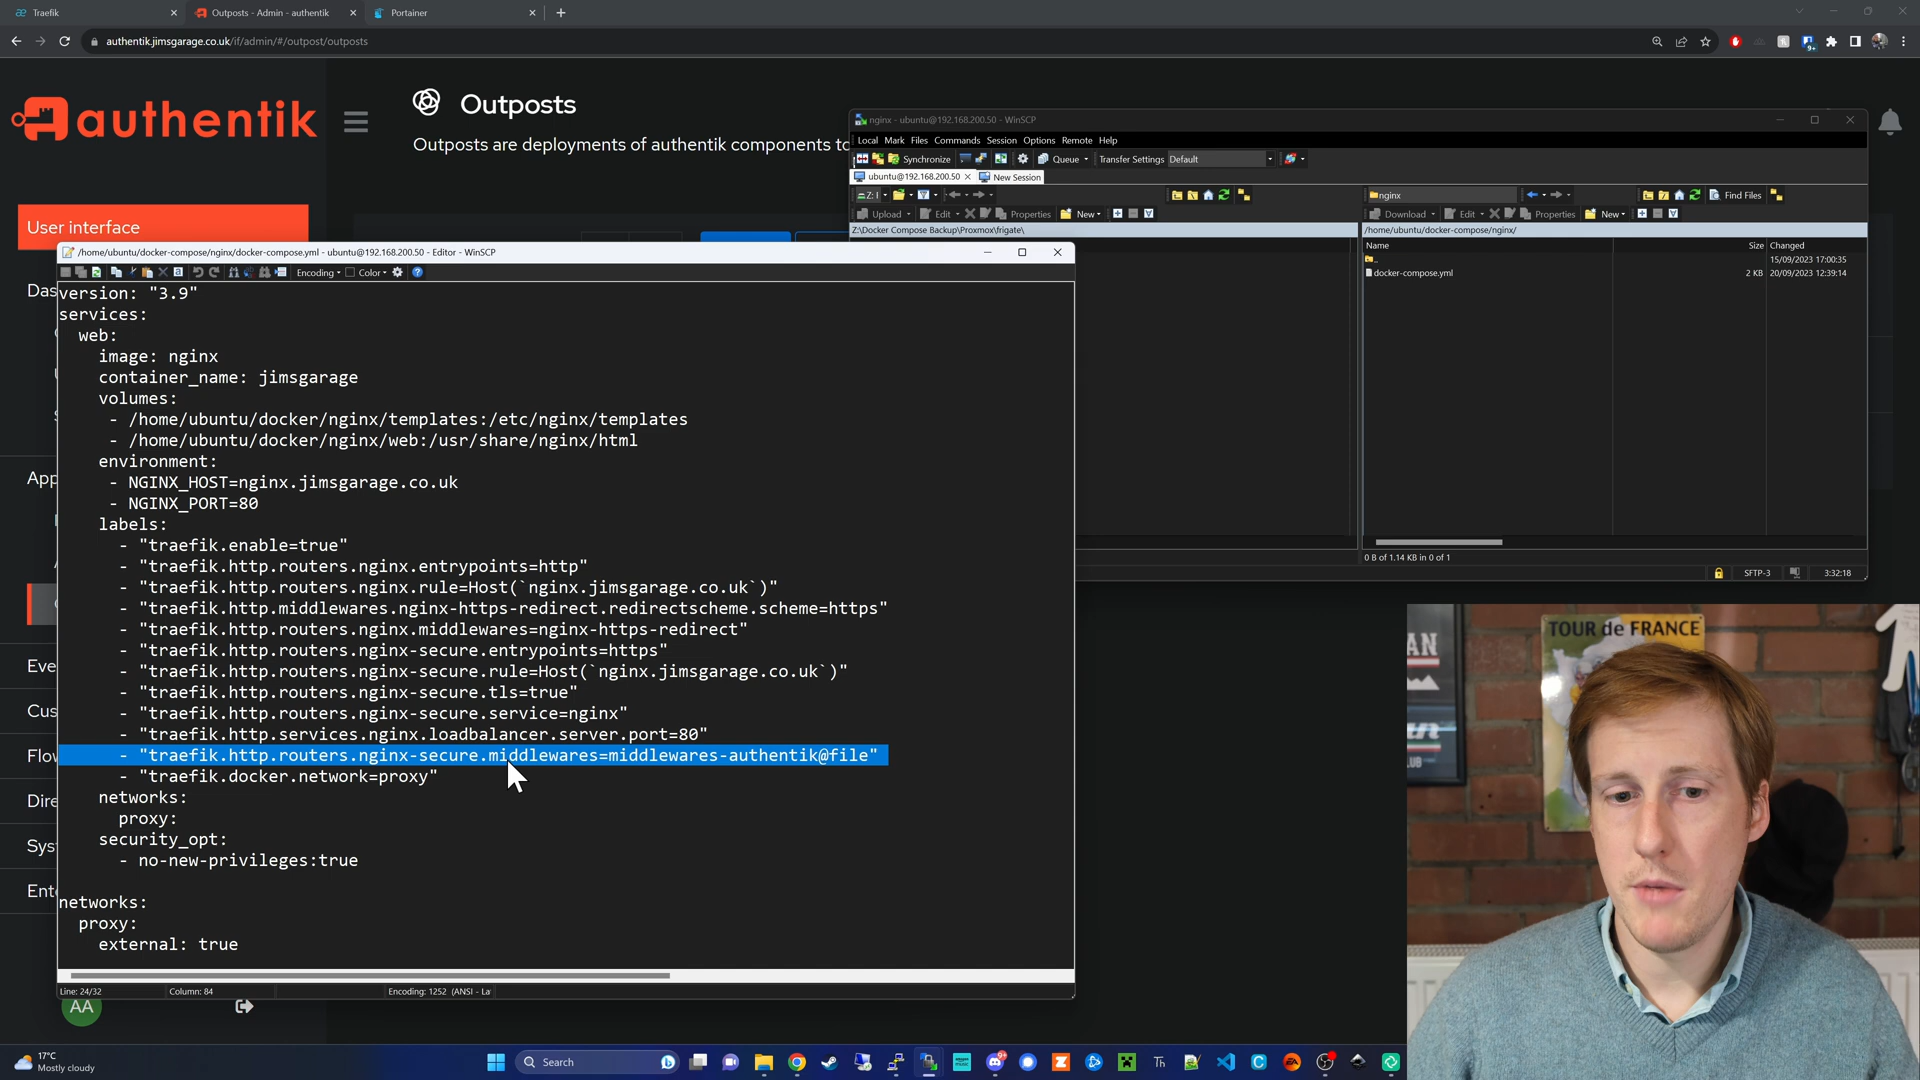 Traefik
Outposts - Admin - authentik
Portainer
authentik.jimsgarage.co.uk/if/admin/#/outpost/outposts
authentik
Outposts
Outposts are deployments of authentik components to
User interface
Das
App
Eve
Cus
Flo
Dire
Sys
Ent
AA
nginx - ubuntu@192.168.200.50 - WinSCP
Local Mark Files Commands Session Options Remote Help
Synchronize
Queue
Transfer Settings Default
ubuntu@192.168.200.50
New Session
Z:
nginx
Find Files
Upload
Edit
Properties
New
Download
Edit
Properties
New
Z:\Docker Compose Backup\Proxmox\frigate\
/home/ubuntu/docker-compose/nginx/
Name Size Changed
.. 15/09/2023 17:00:35
docker-compose.yml 2 KB 20/09/2023 12:39:14
0 B of 1.14 KB in 0 of 1
SFTP-3
3:32:18
/home/ubuntu/docker-compose/nginx/docker-compose.yml - ubuntu@192.168.200.50 - Editor - WinSCP
Encoding
Color
version: "3.9"
services:
web:
image: nginx
container_name: jimsgarage
volumes:
- /home/ubuntu/docker/nginx/templates:/etc/nginx/templates
- /home/ubuntu/docker/nginx/web:/usr/share/nginx/html
environment:
- NGINX_HOST=nginx.jimsgarage.co.uk
- NGINX_PORT=80
labels:
- "traefik.enable=true"
- "traefik.http.routers.nginx.entrypoints=http"
- "traefik.http.routers.nginx.rule=Host(`nginx.jimsgarage.co.uk`)"
- "traefik.http.middlewares.nginx-https-redirect.redirectscheme.scheme=https"
- "traefik.http.routers.nginx.middlewares=nginx-https-redirect"
- "traefik.http.routers.nginx-secure.entrypoints=https"
- "traefik.http.routers.nginx-secure.rule=Host(`nginx.jimsgarage.co.uk`)"
- "traefik.http.routers.nginx-secure.tls=true"
- "traefik.http.routers.nginx-secure.service=nginx"
- "traefik.http.services.nginx.loadbalancer.server.port=80"
- "traefik.http.routers.nginx-secure.middlewares=middlewares-authentik@file"
- "traefik.docker.network=proxy"
networks:
proxy:
security_opt:
- no-new-privileges:true
networks:
proxy:
external: true
Line: 24/32
Column: 84
Encoding: 1252 (ANSI - La
TOUR de FRANCE
CLUB
17°C
Mostly cloudy
Search